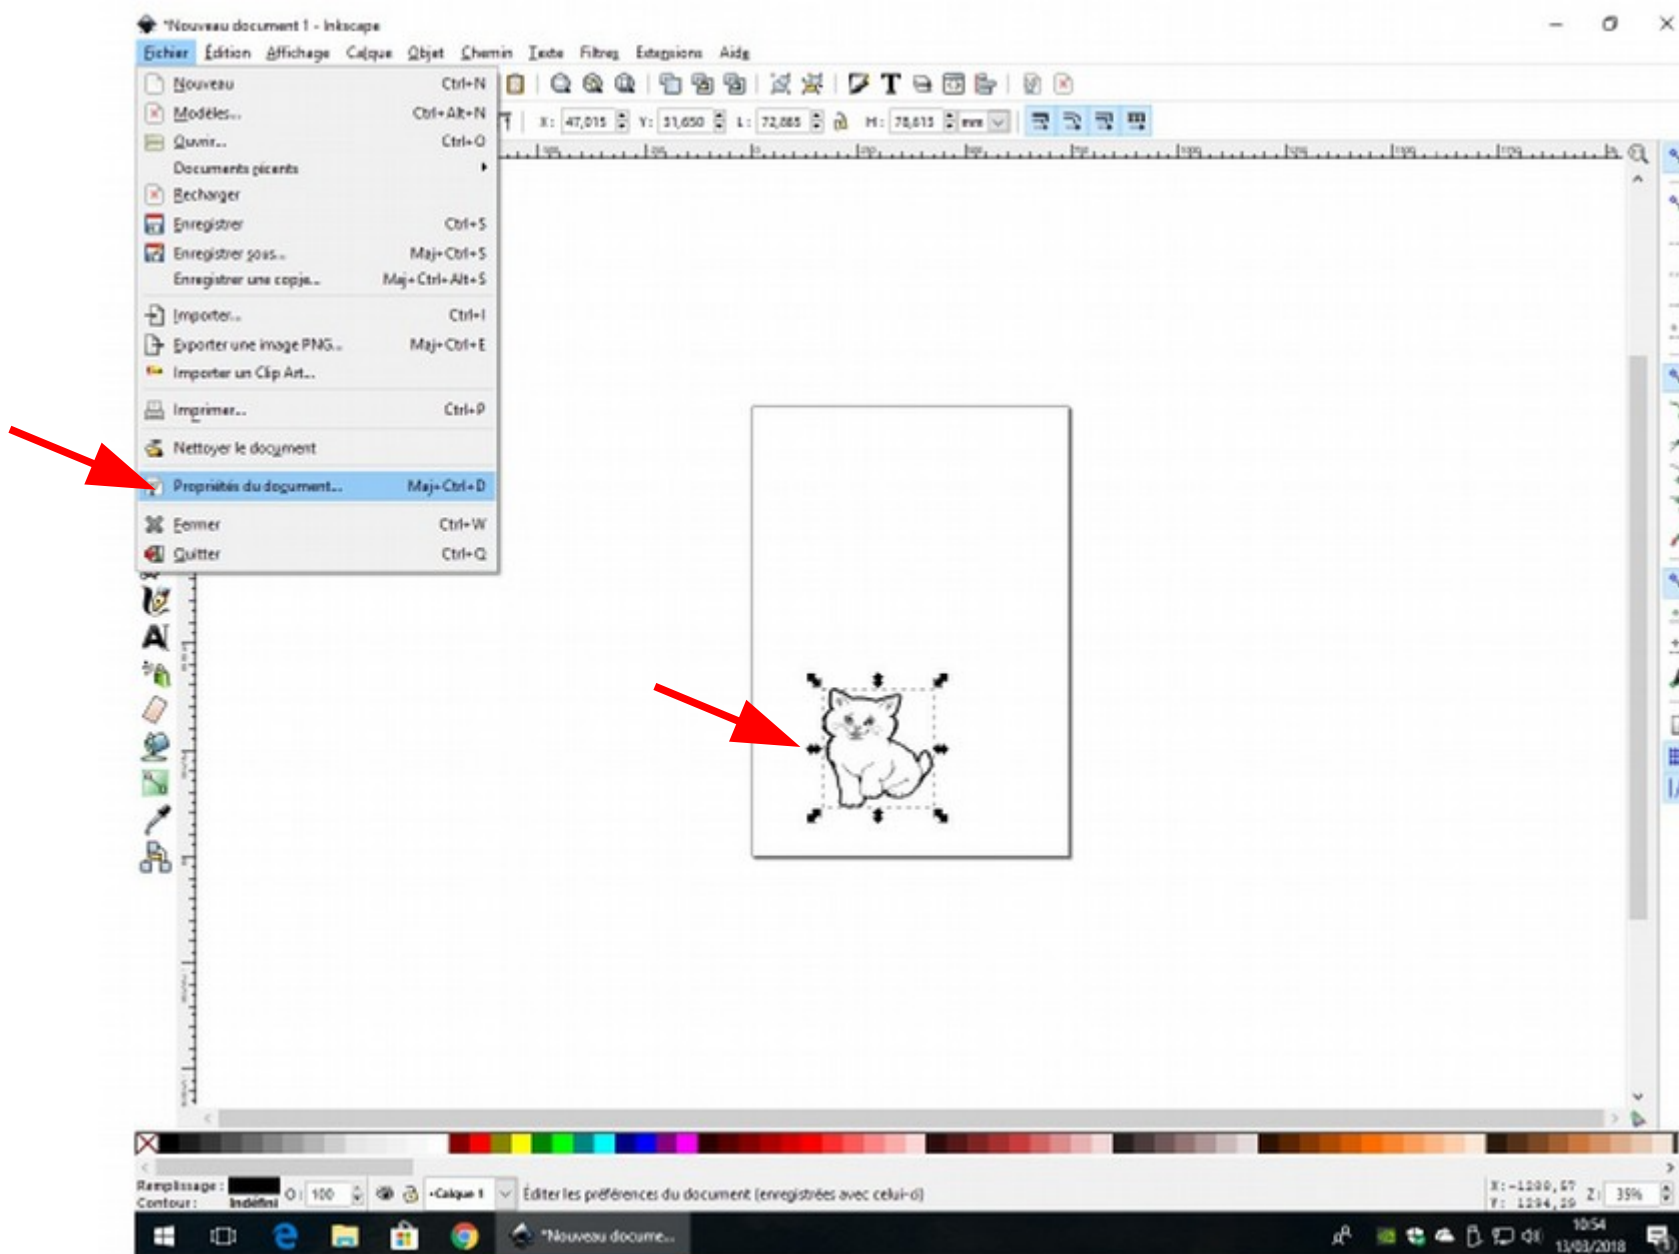 *Nouveau document 1 - Inkscape
Fichier Édition Affichage Calque Objet Chemin Texte Filtres Extensions Aide
Nouveau Ctrl+N
Modèles... Ctrl+Alt+N
X: 47,015 Y: 31,650 L: 72,885 H: 78,615 mm
Ouvrir... Ctrl+O
Documents récents
Recharger
Enregistrer Ctrl+S
Enregistrer sous... Maj+Ctrl+S
Enregistrer une copie... Maj+Ctrl+Alt+S
Importer... Ctrl+I
Exporter une image PNG... Maj+Ctrl+E
Importer un Clip Art...
Imprimer... Ctrl+P
Nettoyer le document
Propriétés du document... Maj+Ctrl+D
Fermer Ctrl+W
Quitter Ctrl+Q
Remplissage:
Contour: Indéfini O: 100 •Calque 1 Éditer les préférences du document (enregistrées avec celui-ci)
Z: 35%
*Nouveau docume...
10:54
13/03/2018